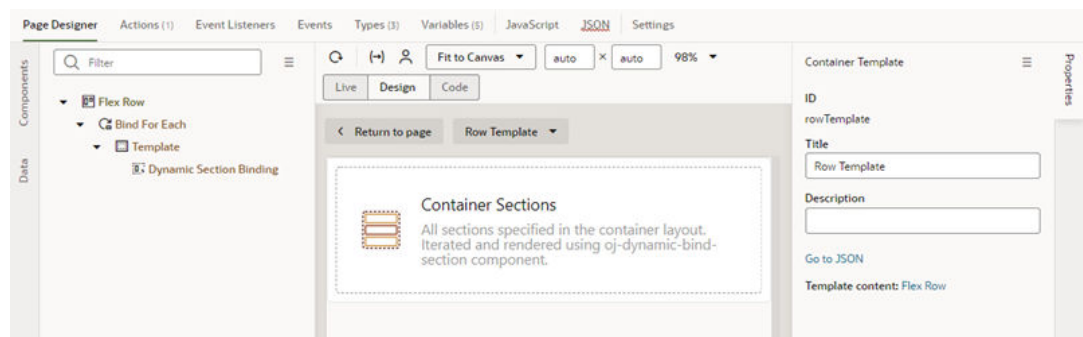 Page Designer Actions (1) Event Listeners Events Types (3) Variables (5) JavaScript JSON Settings
Components
Data
Filter
Flex Row
Bind For Each
Template
Dynamic Section Binding
Fit to Canvas auto × auto 98%
Live Design Code
Return to page Row Template
Container Sections
All sections specified in the container layout.
Iterated and rendered using oj-dynamic-bind-
section component.
Container Template
ID
rowTemplate
Title
Row Template
Description
Go to JSON
Template content: Flex Row
Properties